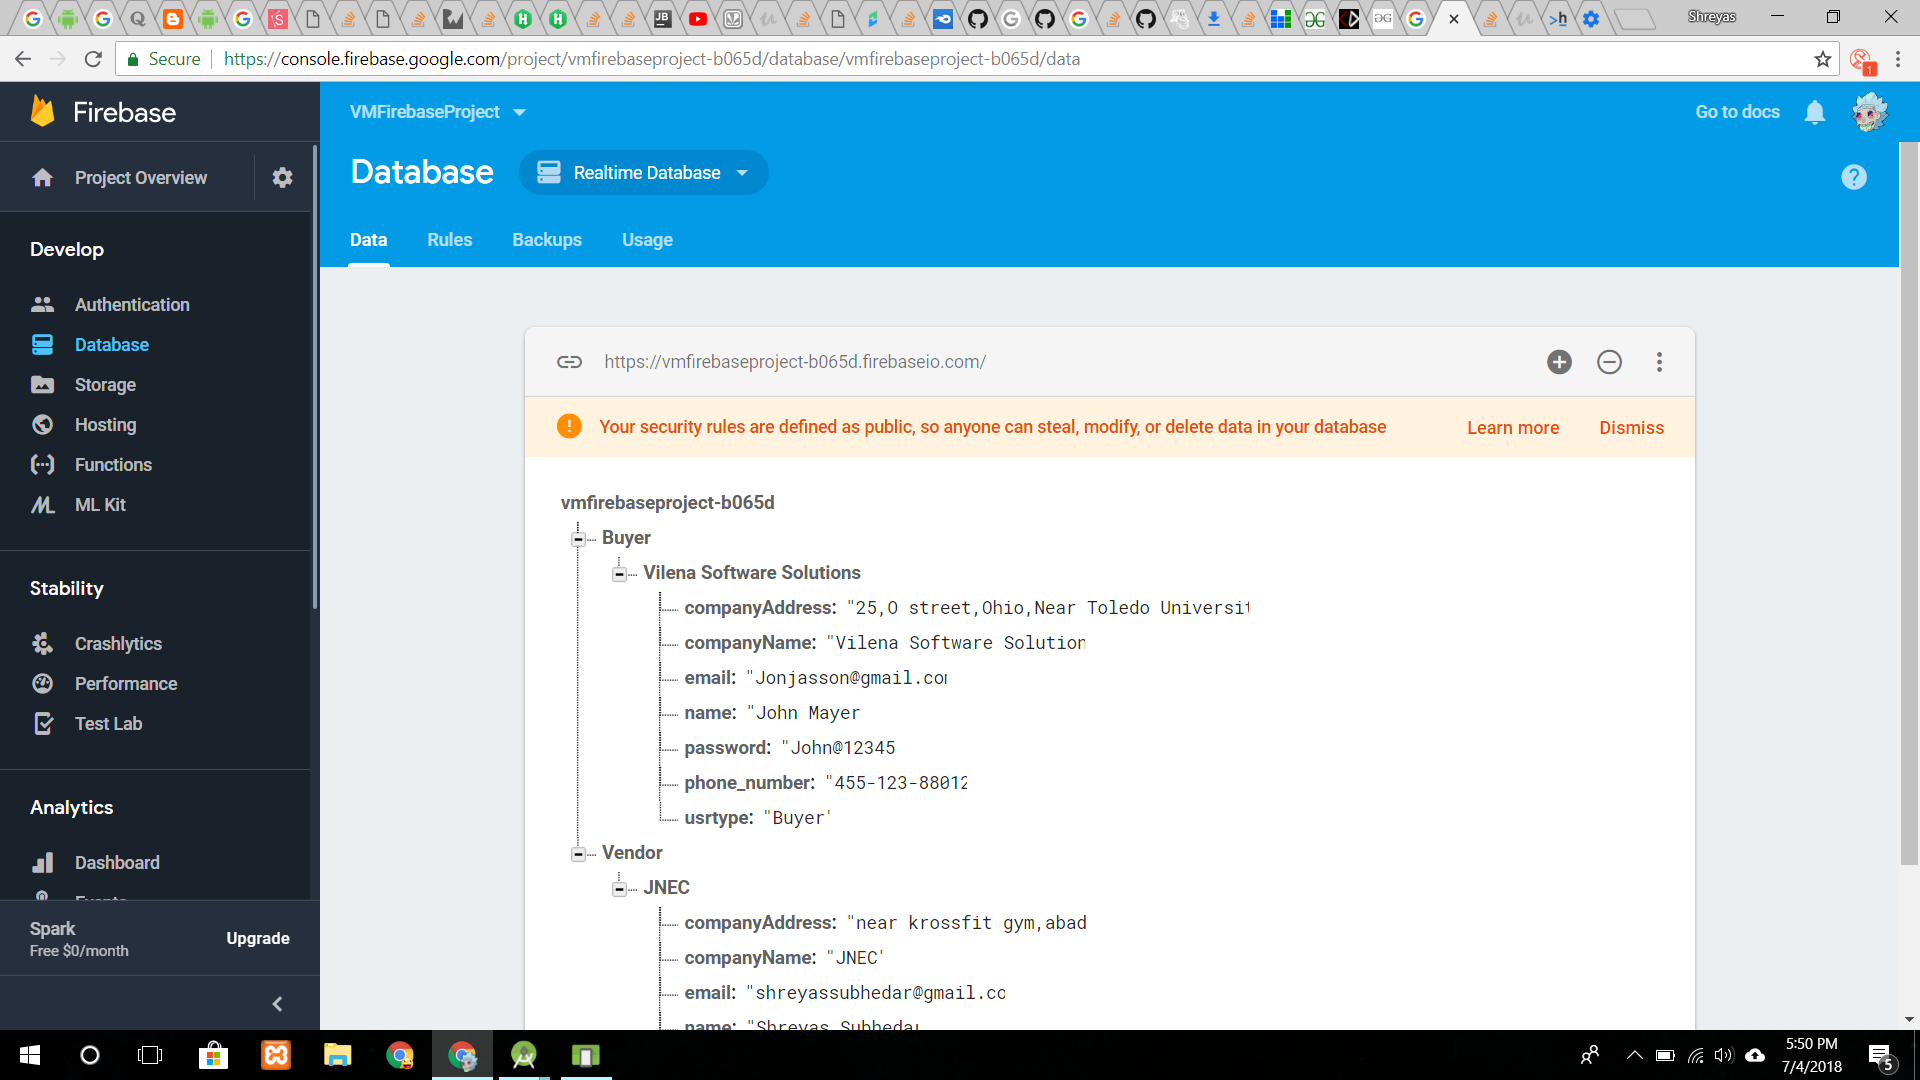 Shreyas
Secure
https://console.firebase.google.com/project/vmfirebaseproject-b065d/database/vmfirebaseproject-b065d/data
1
Firebase
VMFirebaseProject
Go to docs
Project Overview
Database
Realtime Database
?
Data
Rules
Backups
Usage
Develop
Authentication
Database
Storage
Hosting
Functions
ML Kit
Stability
Crashlytics
Performance
Test Lab
Analytics
Dashboard
Events
Spark
Free $0/month
Upgrade
https://vmfirebaseproject-b065d.firebaseio.com/
Your security rules are defined as public, so anyone can steal, modify, or delete data in your database
Learn more
Dismiss
vmfirebaseproject-b065d
Buyer
Vilena Software Solutions
companyAddress: "25,O street,Ohio,Near Toledo Universit
companyName: "Vilena Software Solution
email: "Jonjasson@gmail.com
name: "John Mayer
password: "John@12345
phone_number: "455-123-88012
usrtype: "Buyer"
Vendor
JNEC
companyAddress: "near krossfit gym,abad
companyName: "JNEC"
email: "shreyassubhedar@gmail.co
name: "Shreyas Subhedar
5:50 PM
7/4/2018
5